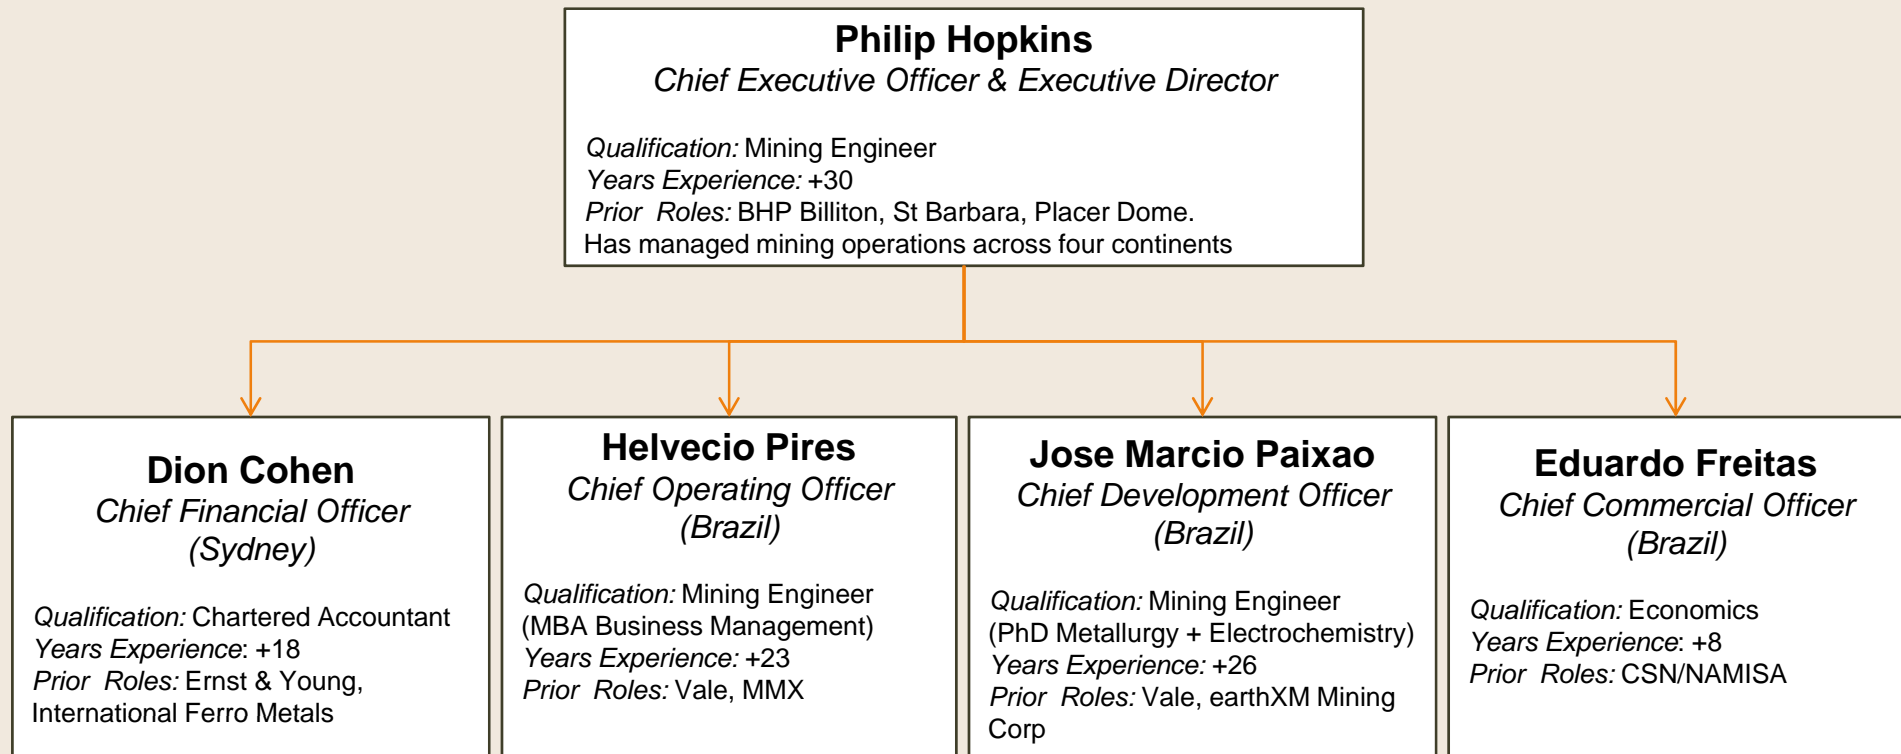 Philip Hopkins
Chief Executive Officer & Executive Director
Qualification: Mining Engineer
Years Experience: +30
Prior Roles: BHP Billiton, St Barbara, Placer Dome.
Has managed mining operations across four continents
Dion Cohen
Chief Financial Officer
(Sydney)
Qualification: Chartered Accountant
Years Experience: +18
Prior Roles: Ernst & Young,
International Ferro Metals
Helvecio Pires
Chief Operating Officer
(Brazil)
Qualification: Mining Engineer
(MBA Business Management)
Years Experience: +23
Prior Roles: Vale, MMX
Jose Marcio Paixao
Chief Development Officer
(Brazil)
Qualification: Mining Engineer
(PhD Metallurgy + Electrochemistry)
Years Experience: +26
Prior Roles: Vale, earthXM Mining
Corp
Eduardo Freitas
Chief Commercial Officer
(Brazil)
Qualification: Economics
Years Experience: +8
Prior Roles: CSN/NAMISA